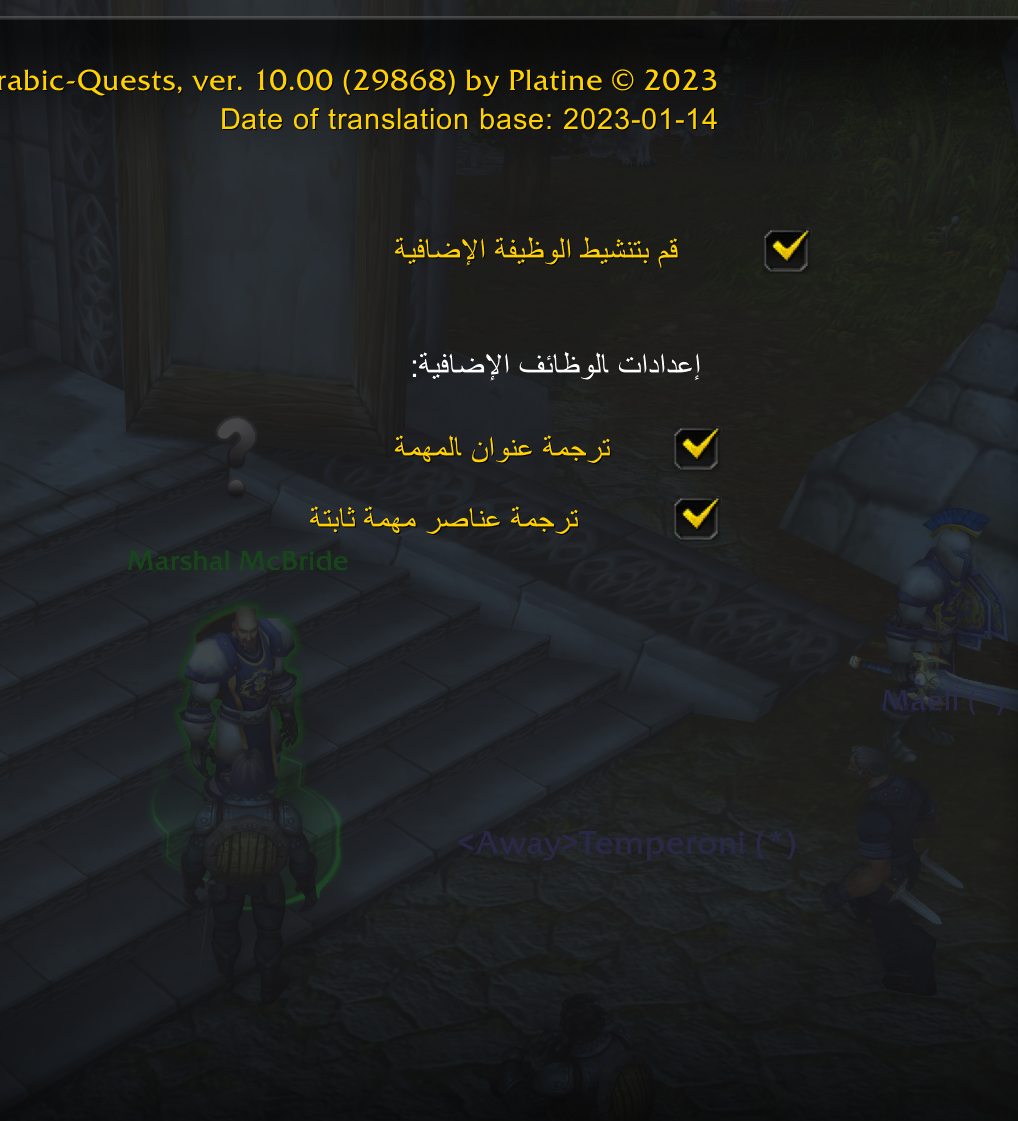 rabic-Quests, ver. 10.00 (29868) by Platine © 2023
Date of translation base: 2023-01-14
قم بتنشيط الوظيفة الإضافية
إعدادات الوظائف الإضافية:
ترجمة عنوان المهمة
ترجمة عناصر مهمة ثابتة
Marshal McBride
<Away>Temperoni (*)